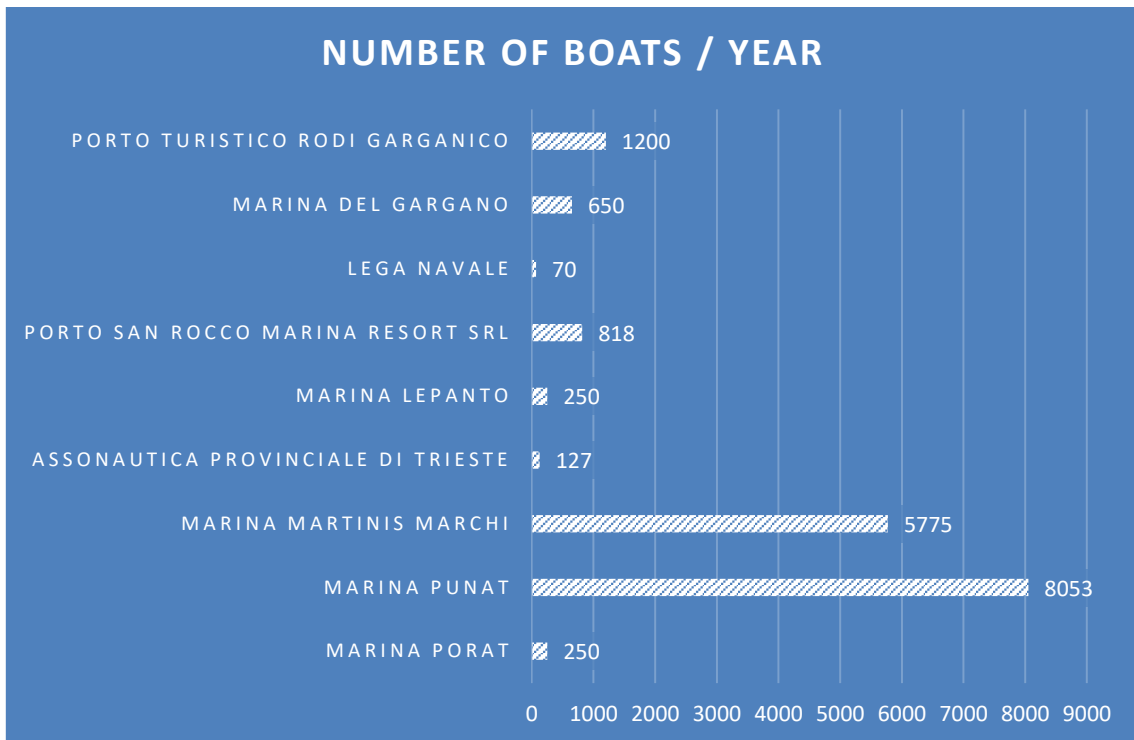 NUMBER OF BOATS / YEAR
PORTO TURISTICO RODI GARGANICO 1200
MARINA DEL GARGANO 650
LEGA NAVALE 70
PORTO SAN ROCCO MARINA RESORT SRL 818
MARINA LEPANTO 250
ASSONAUTICA PROVINCIALE DI TRIESTE 127
MARINA MARTINIS MARCHI 5775
MARINA PUNAT 8053
MARINA PORAT 250
0 1000 2000 3000 4000 5000 6000 7000 8000 9000